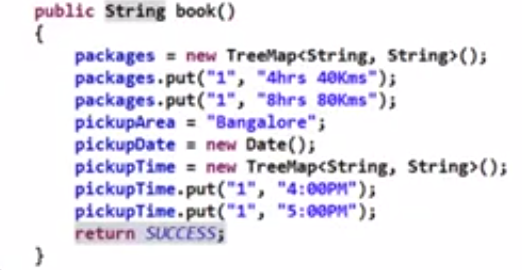 public String book()
{
packages = new TreeMap<String, String>();
packages.put("1", "4hrs 40Kms");
packages.put("1", "8hrs 80Kms");
pickupArea = "Bangalore";
pickupDate = new Date();
pickupTime = new TreeMap<String, String>();
pickupTime.put("1", "4:00PM");
pickupTime.put("1", "5:00PM");
return SUCCESS;
}